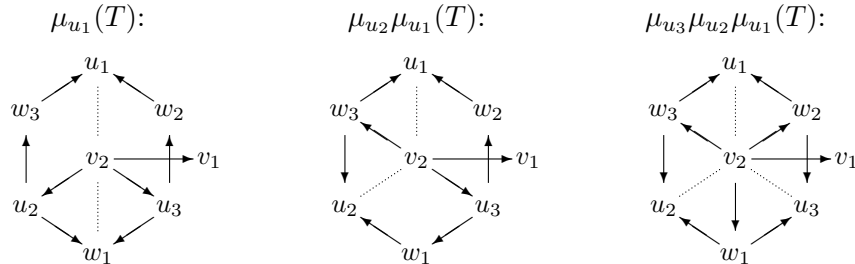 μ_{u_1}(T): μ_{u_2}μ_{u_1}(T): μ_{u_3}μ_{u_2}μ_{u_1}(T):
u_1 u_1 u_1
w_3 w_2 w_3 w_2 w_3 w_2
v_2 v_1 v_2 v_1 v_2 v_1
u_2 u_3 u_2 u_3 u_2 u_3
w_1 w_1 w_1